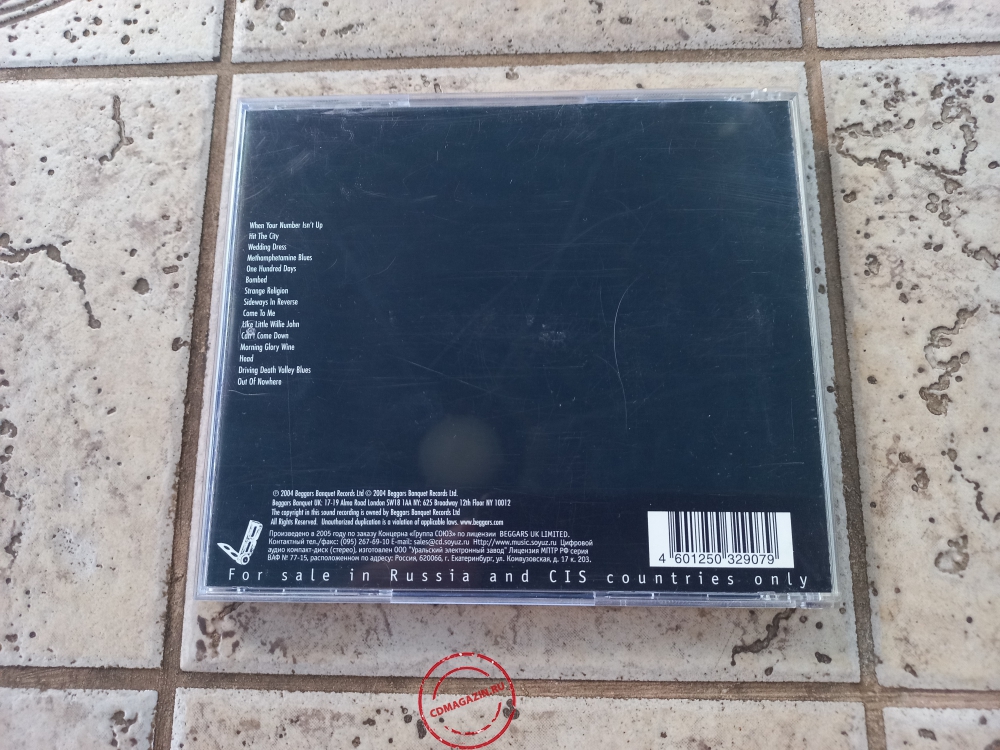 When Your Number Isn't Up
Hit The City
Wedding Dress
Methamphetamine Blues
One Hundred Days
Bombed
Strange Religion
Sideways In Reverse
Come To Me
Like Little Willie John
Can't Come Down
Morning Glory Wine
Head
Driving Death Valley Blues
Out Of Nowhere
℗ 2004 Beggars Banquet Records Ltd © 2004 Beggars Banquet Records Ltd.
Beggars Banquet UK: 17-19 Alma Road London SW18 1AA NY: 625 Broadway 12th Floor NY 10012
The copyright in this sound recording is owned by Beggars Banquet Records Ltd
All Rights Reserved. Unauthorized duplication is a violation of applicable laws. www.beggars.com
Произведено в 2005 году по заказу Концерна «Группа СОЮЗ» по лицензии BEGGARS UK LIMITED.
Контактный тел./факс: (095) 267-69-10 E-mail: sales@cd.soyuz.ru Http://www.music.soyuz.ru Цифровой
аудио компакт-диск (стерео), изготовлен ООО "Уральский электронный завод" Лицензия МПТР РФ серия
ВАФ № 77-15, расположенном по адресу: Россия, 620066, г. Екатеринбург, ул. Комвузовская, д. 17 к. 203.
4 601250 329079
For sale in Russia and CIS countries only
CDMAGAZIN.RU